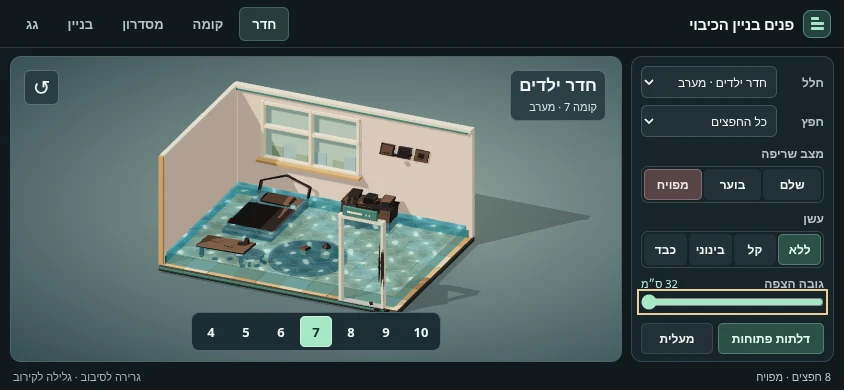 פנים בניין הכיבוי
חדר
קומה
מסדרון
בניין
גג
חלל
חדר ילדים · מערב
חפץ
כל החפצים
מצב שריפה
שלם
בוער
מפויח
עשן
ללא
קל
בינוני
כבד
גובה הצפה
32 ס״מ
דלתות פתוחות
מעלית
חדר ילדים
קומה 7 · מערב
4 5 6 7 8 9 10
8 חפצים · מפויח
גרירה לסיבוב · גלילה לקירוב